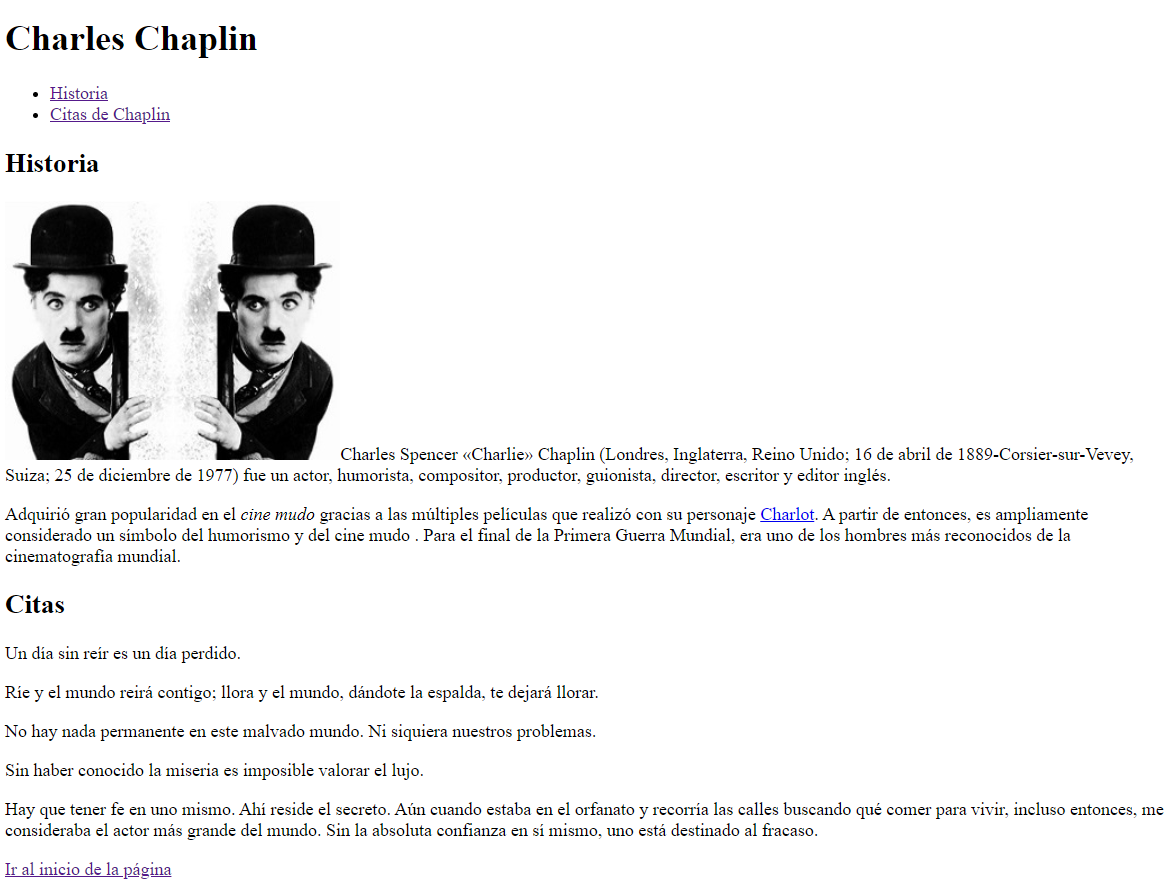 Charles Chaplin
Historia
Citas de Chaplin
Historia
Charles Spencer «Charlie» Chaplin (Londres, Inglaterra, Reino Unido; 16 de abril de 1889-Corsier-sur-Vevey,
Suiza; 25 de diciembre de 1977) fue un actor, humorista, compositor, productor, guionista, director, escritor y editor inglés.
Adquirió gran popularidad en el cine mudo gracias a las múltiples películas que realizó con su personaje Charlot. A partir de entonces, es ampliamente
considerado un símbolo del humorismo y del cine mudo . Para el final de la Primera Guerra Mundial, era uno de los hombres más reconocidos de la
cinematografía mundial.
Citas
Un día sin reír es un día perdido.
Ríe y el mundo reirá contigo; llora y el mundo, dándote la espalda, te dejará llorar.
No hay nada permanente en este malvado mundo. Ni siquiera nuestros problemas.
Sin haber conocido la miseria es imposible valorar el lujo.
Hay que tener fe en uno mismo. Ahí reside el secreto. Aún cuando estaba en el orfanato y recorría las calles buscando qué comer para vivir, incluso entonces, me
consideraba el actor más grande del mundo. Sin la absoluta confianza en sí mismo, uno está destinado al fracaso.
Ir al inicio de la página